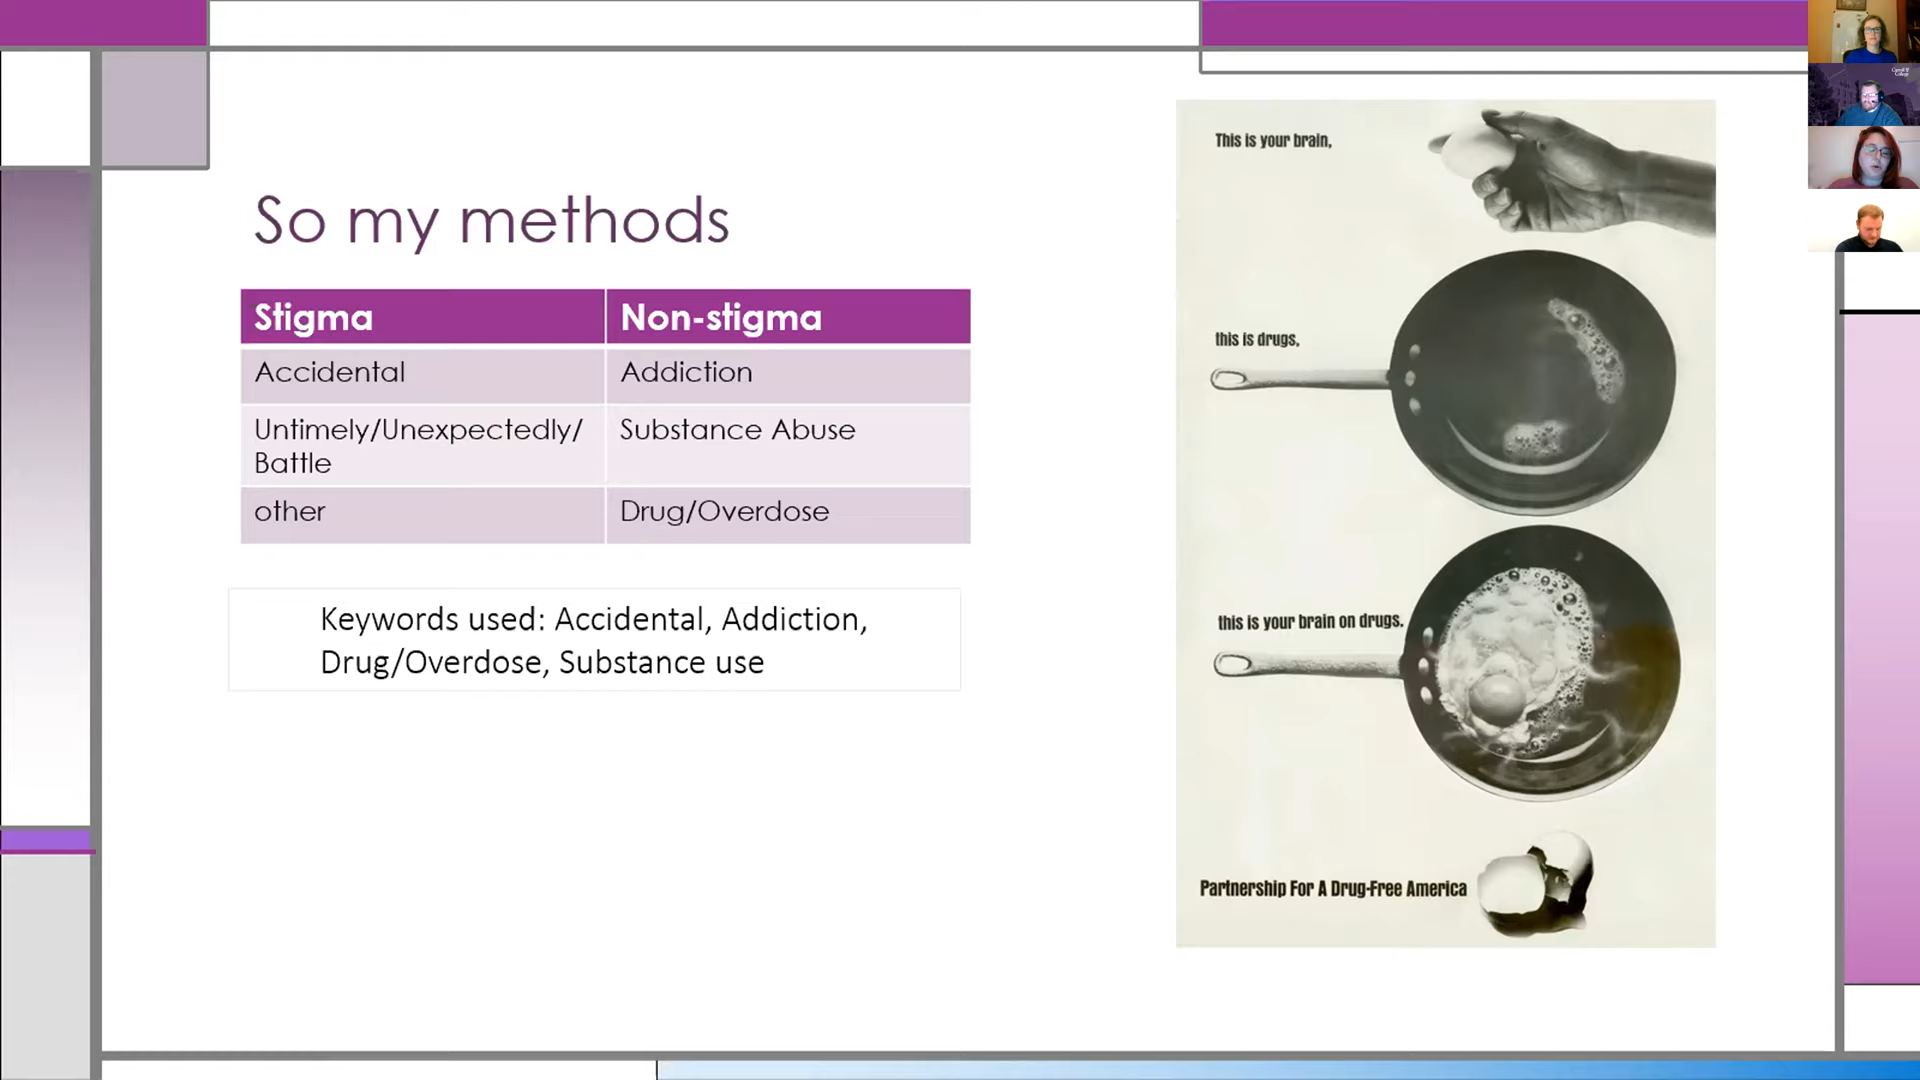 So my methods
Stigma
Non-stigma
Accidental
Addiction
Untimely/Unexpectedly/
Battle
Substance Abuse
other
Drug/Overdose
Keywords used: Accidental, Addiction,
Drug/Overdose, Substance use
This is your brain,
this is drugs,
this is your brain on drugs.
Partnership For A Drug-Free America